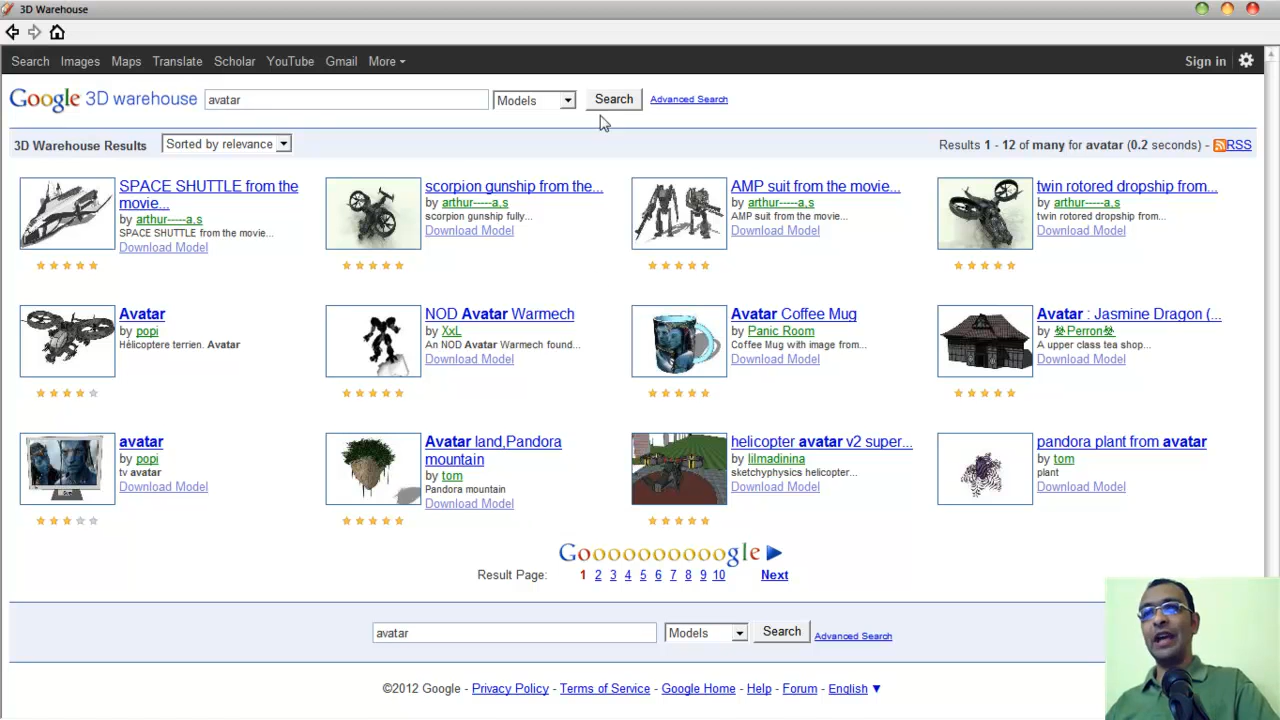 3D Warehouse
Search Images Maps Translate Scholar YouTube Gmail More
Sign in
Google 3D warehouse
avatar
Models
Search
Advanced Search
3D Warehouse Results
Sorted by relevance
Results 1 - 12 of many for avatar (0.2 seconds) - RSS
SPACE SHUTTLE from the
movie...
by arthur-----a,s
SPACE SHUTTLE from the movie...
Download Model
scorpion gunship from the...
by arthur-----a,s
scorpion gunship fully...
Download Model
AMP suit from the movie...
by arthur-----a,s
AMP suit from the movie...
Download Model
twin rotored dropship from...
by arthur-----a,s
twin rotored dropship from...
Download Model
Avatar
by popi
Hélicoptere terrien. Avatar
NOD Avatar Warmech
by XxL
An NOD Avatar Warmech found...
Download Model
Avatar Coffee Mug
by Panic Room
Coffee Mug with image from...
Download Model
Avatar : Jasmine Dragon (...
by Perron
A upper class tea shop...
Download Model
avatar
by popi
tv avatar
Download Model
Avatar land,Pandora
mountain
by tom
Pandora mountain
Download Model
helicopter avatar v2 super...
by lilmadinina
sketchyphysics helicopter...
Download Model
pandora plant from avatar
by tom
plant
Download Model
Goooooooooogle
Result Page: 1 2 3 4 5 6 7 8 9 10 Next
avatar
Models
Search
Advanced Search
©2012 Google - Privacy Policy - Terms of Service - Google Home - Help - Forum - English ▼